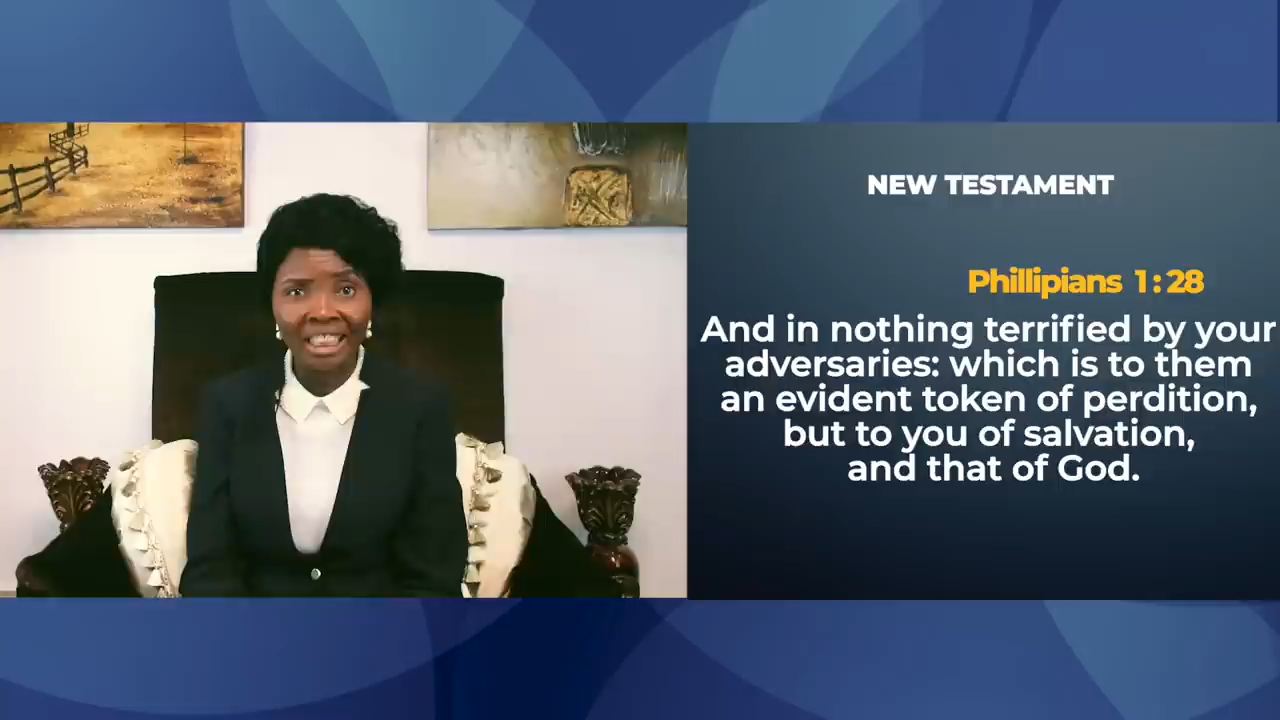 NEW TESTAMENT
Phillipians 1:28
And in nothing terrified by your
adversaries: which is to them
an evident token of perdition,
but to you of salvation,
and that of God.